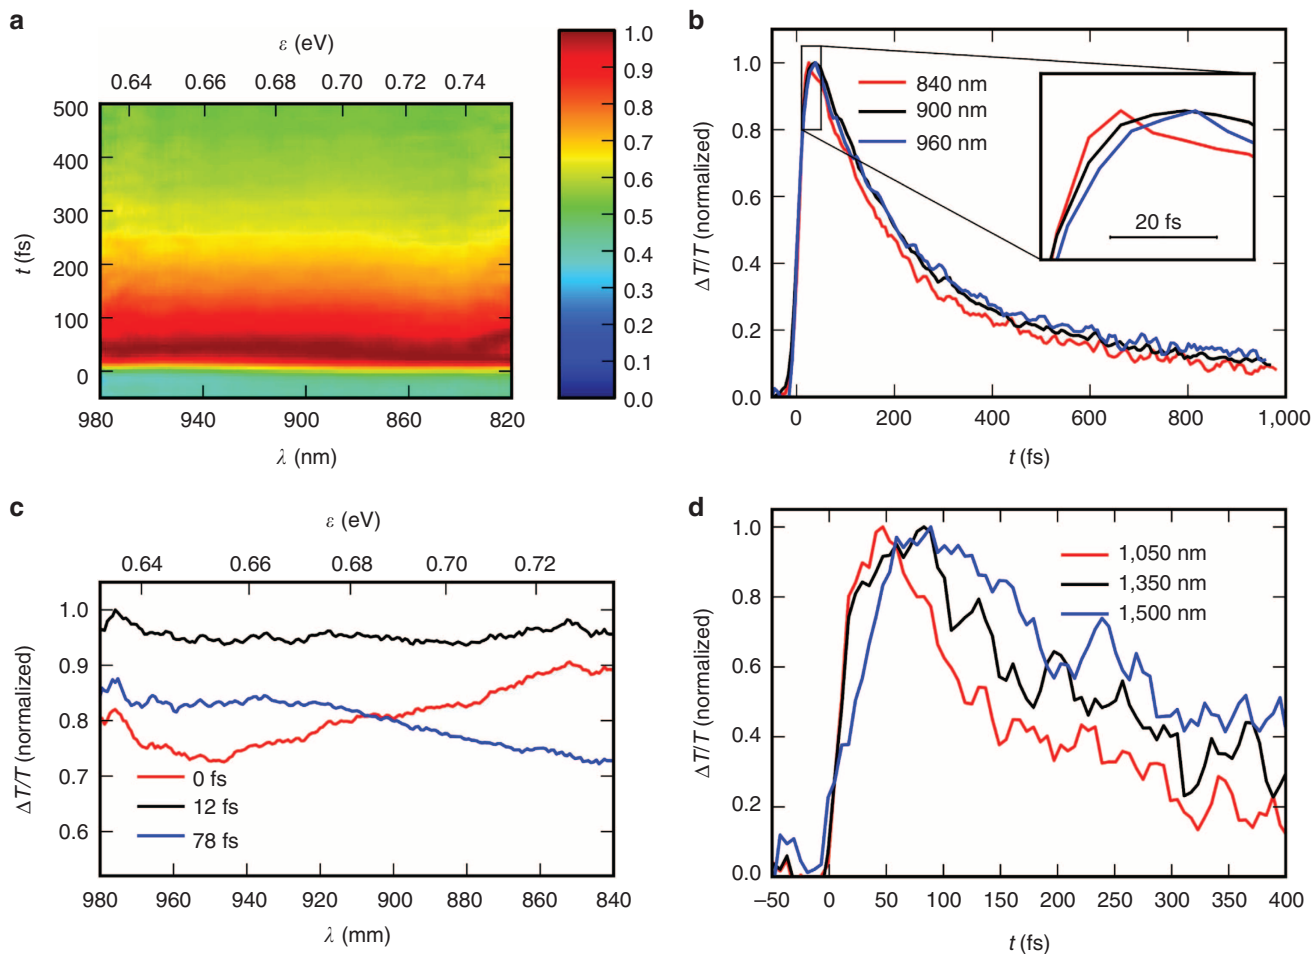 a
ε (eV)
0.64 0.66 0.68 0.70 0.72 0.74
500
400
300
200
100
0
t (fs)
980 940 900 860 820
λ (nm)
1.0
0.9
0.8
0.7
0.6
0.5
0.4
0.3
0.2
0.1
0.0
b
1.0
0.8
0.6
0.4
0.2
0.0
ΔT/T (normalized)
840 nm
900 nm
960 nm
20 fs
0 200 400 600 800 1,000
t (fs)
c
ε (eV)
0.64 0.66 0.68 0.70 0.72
1.0
0.9
0.8
0.7
0.6
ΔT/T (normalized)
0 fs
12 fs
78 fs
980 960 940 920 900 880 860 840
λ (mm)
d
1.0
0.8
0.6
0.4
0.2
0.0
ΔT/T (normalized)
1,050 nm
1,350 nm
1,500 nm
–50 0 50 100 150 200 250 300 350 400
t (fs)